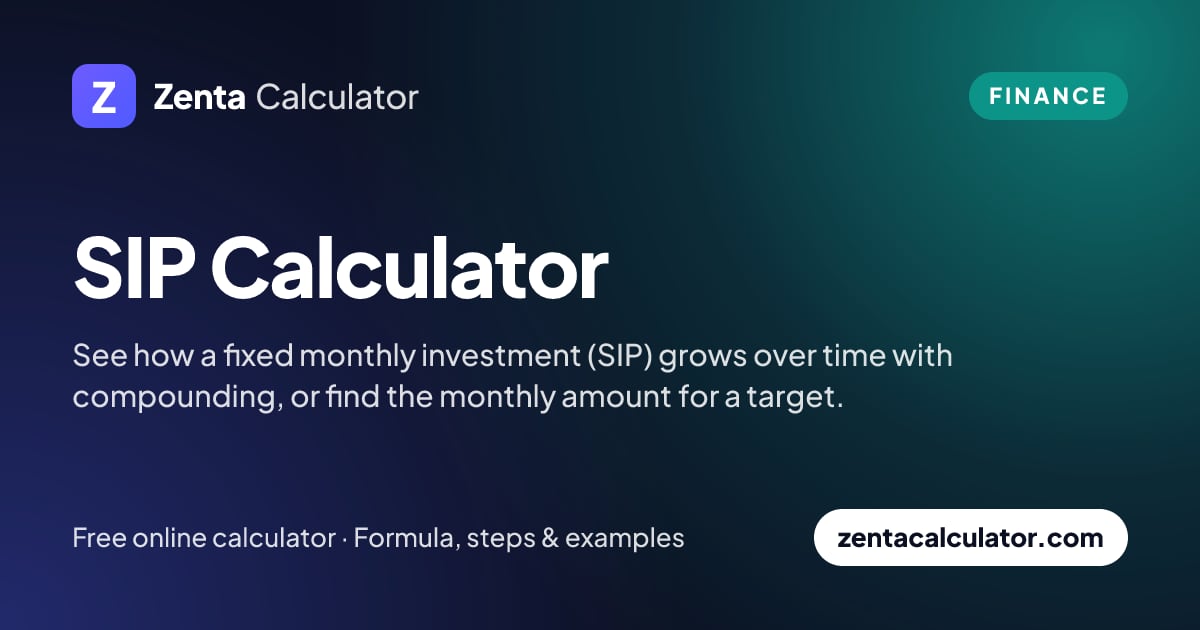 Z
Zenta Calculator
FINANCE
SIP Calculator
See how a fixed monthly investment (SIP) grows over time with
compounding, or find the monthly amount for a target.
Free online calculator · Formula, steps & examples
zentacalculator.com